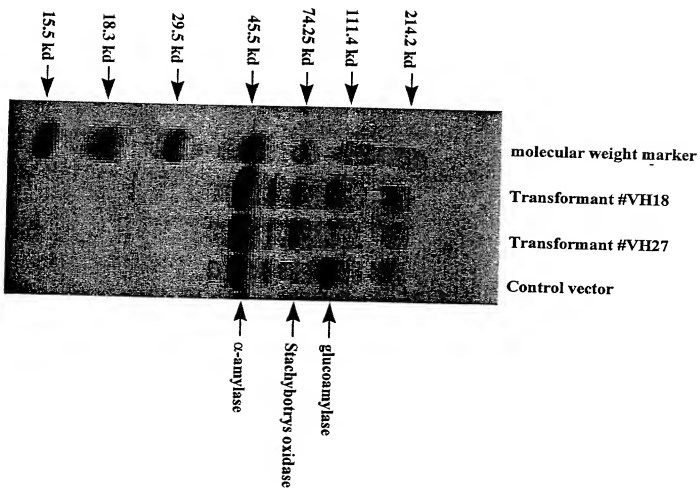 15.5 kd
18.3 kd
29.5 kd
45.5 kd
74.25 kd
111.4 kd
214.2 kd
molecular weight marker
Transformant #VH18
Transformant #VH27
Control vector
α-amylase
Stachybotrys oxidase
glucoamylase